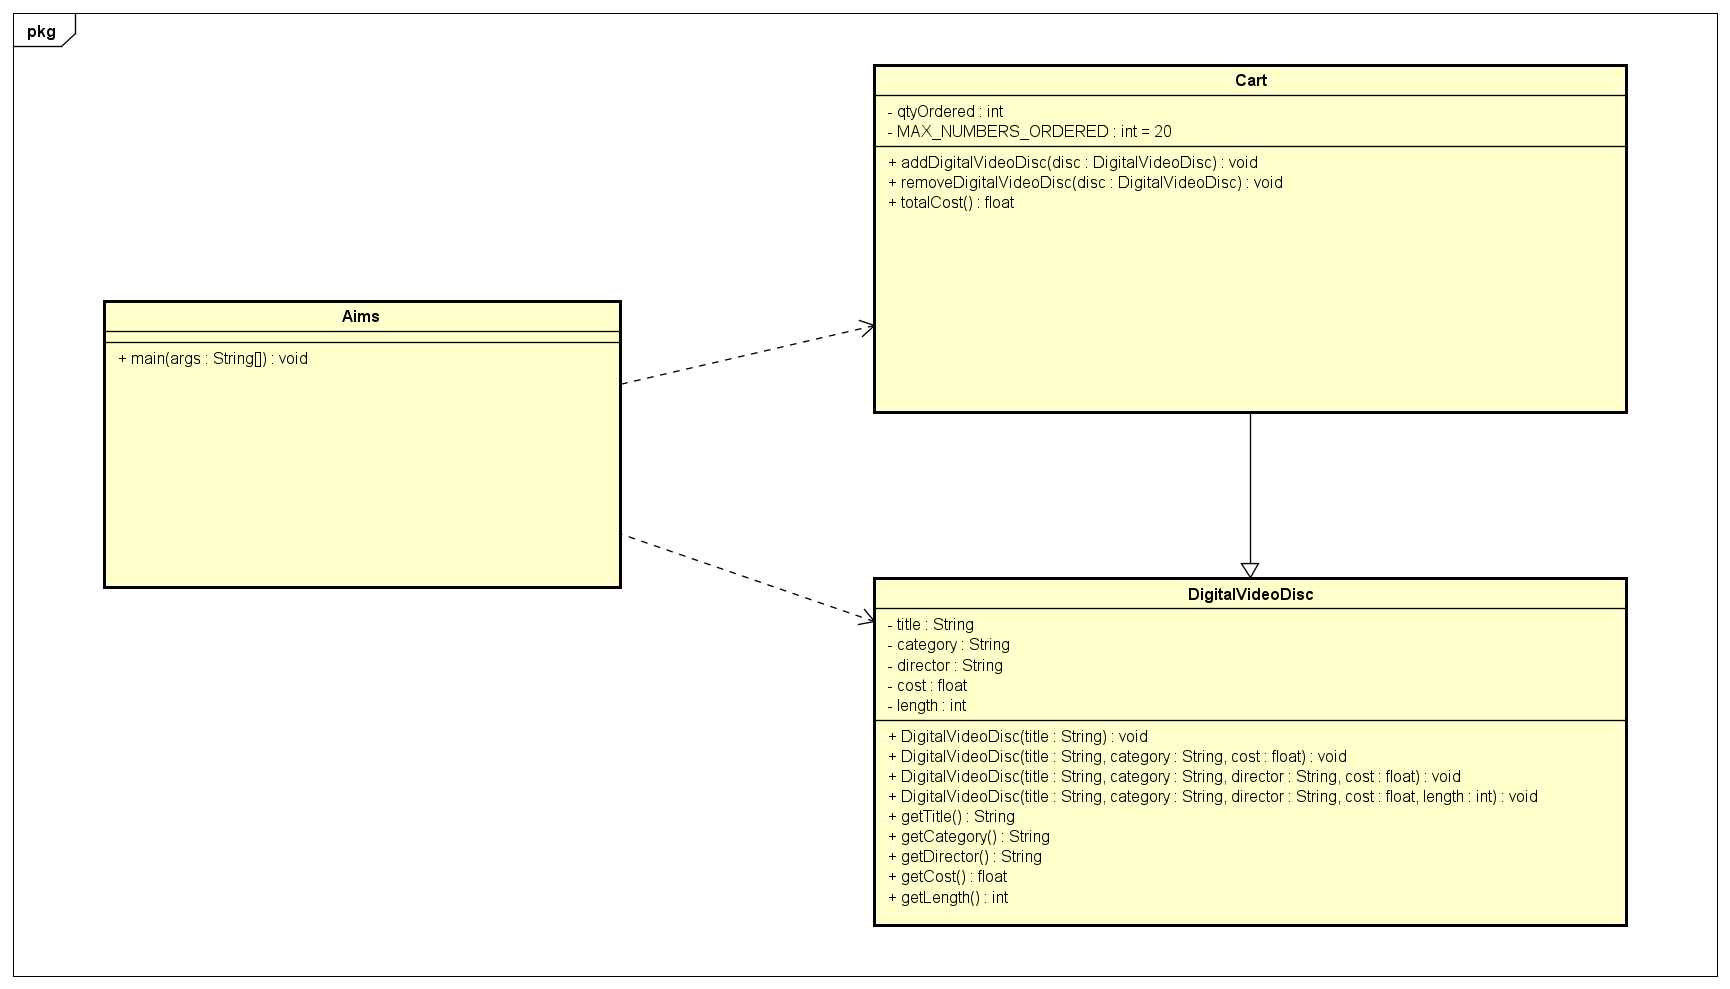 pkg
Cart
- qtyOrdered : int
- MAX_NUMBERS_ORDERED : int = 20
+ addDigitalVideoDisc(disc : DigitalVideoDisc) : void
+ removeDigitalVideoDisc(disc : DigitalVideoDisc) : void
+ totalCost() : float
Aims
+ main(args : String[]) : void
DigitalVideoDisc
- title : String
- category : String
- director : String
- cost : float
- length : int
+ DigitalVideoDisc(title : String) : void
+ DigitalVideoDisc(title : String, category : String, cost : float) : void
+ DigitalVideoDisc(title : String, category : String, director : String, cost : float) : void
+ DigitalVideoDisc(title : String, category : String, director : String, cost : float, length : int) : void
+ getTitle() : String
+ getCategory() : String
+ getDirector() : String
+ getCost() : float
+ getLength() : int